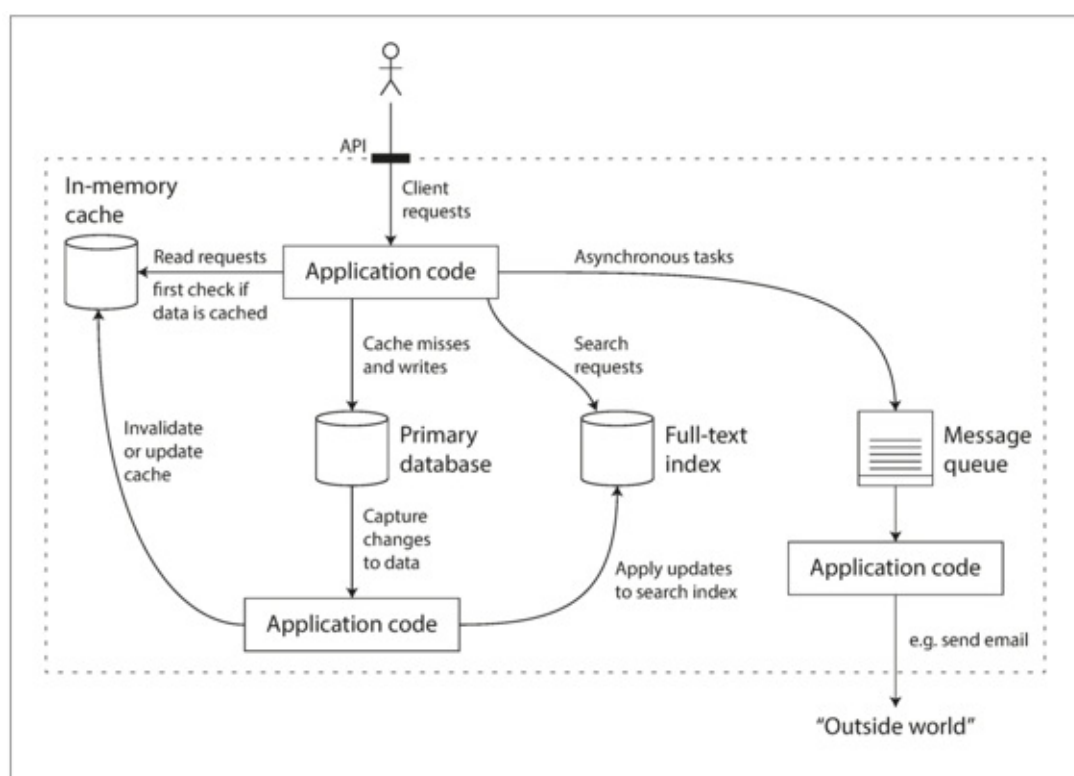 API
Client
requests
In-memory
cache
Read requests
first check if
data is cached
Application code
Asynchronous tasks
Cache misses
and writes
Search
requests
Invalidate
or update
cache
Primary
database
Full-text
index
Message
queue
Capture
changes
to data
Apply updates
to search index
Application code
Application code
e.g. send email
“Outside world”